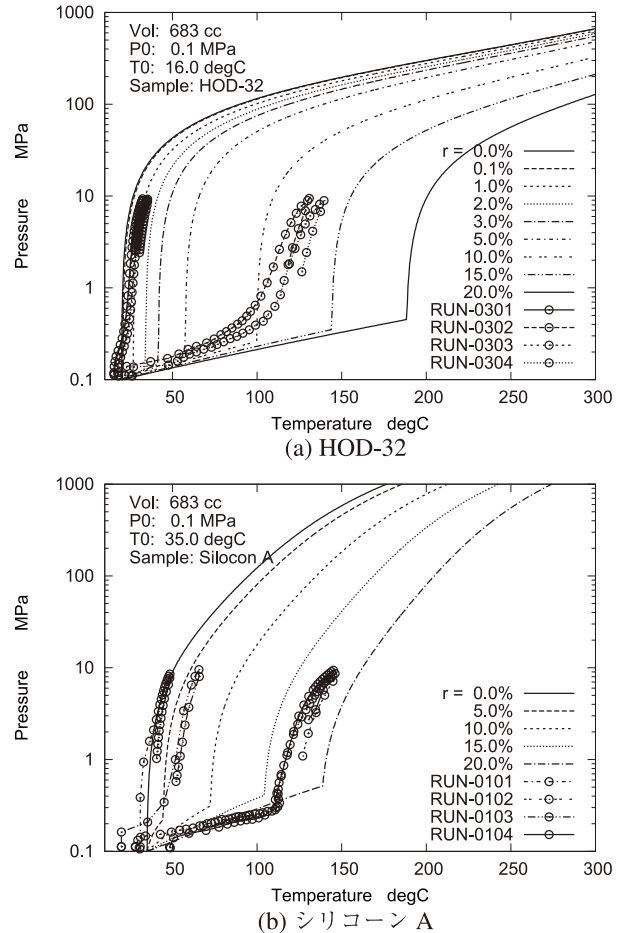 1000
100
10
1
0.1
Pressure MPa
Vol: 683 cc
P0: 0.1 MPa
T0: 16.0 degC
Sample: HOD-32
r = 0.0%
0.1%
1.0%
2.0%
3.0%
5.0%
10.0%
15.0%
20.0%
RUN-0301
RUN-0302
RUN-0303
RUN-0304
50 100 150 200 250 300
Temperature degC
(a) HOD-32
1000
100
10
1
0.1
Pressure MPa
Vol: 683 cc
P0: 0.1 MPa
T0: 35.0 degC
Sample: Silocon A
r = 0.0%
5.0%
10.0%
15.0%
20.0%
RUN-0101
RUN-0102
RUN-0103
RUN-0104
50 100 150 200 250 300
Temperature degC
(b) シリコーン A